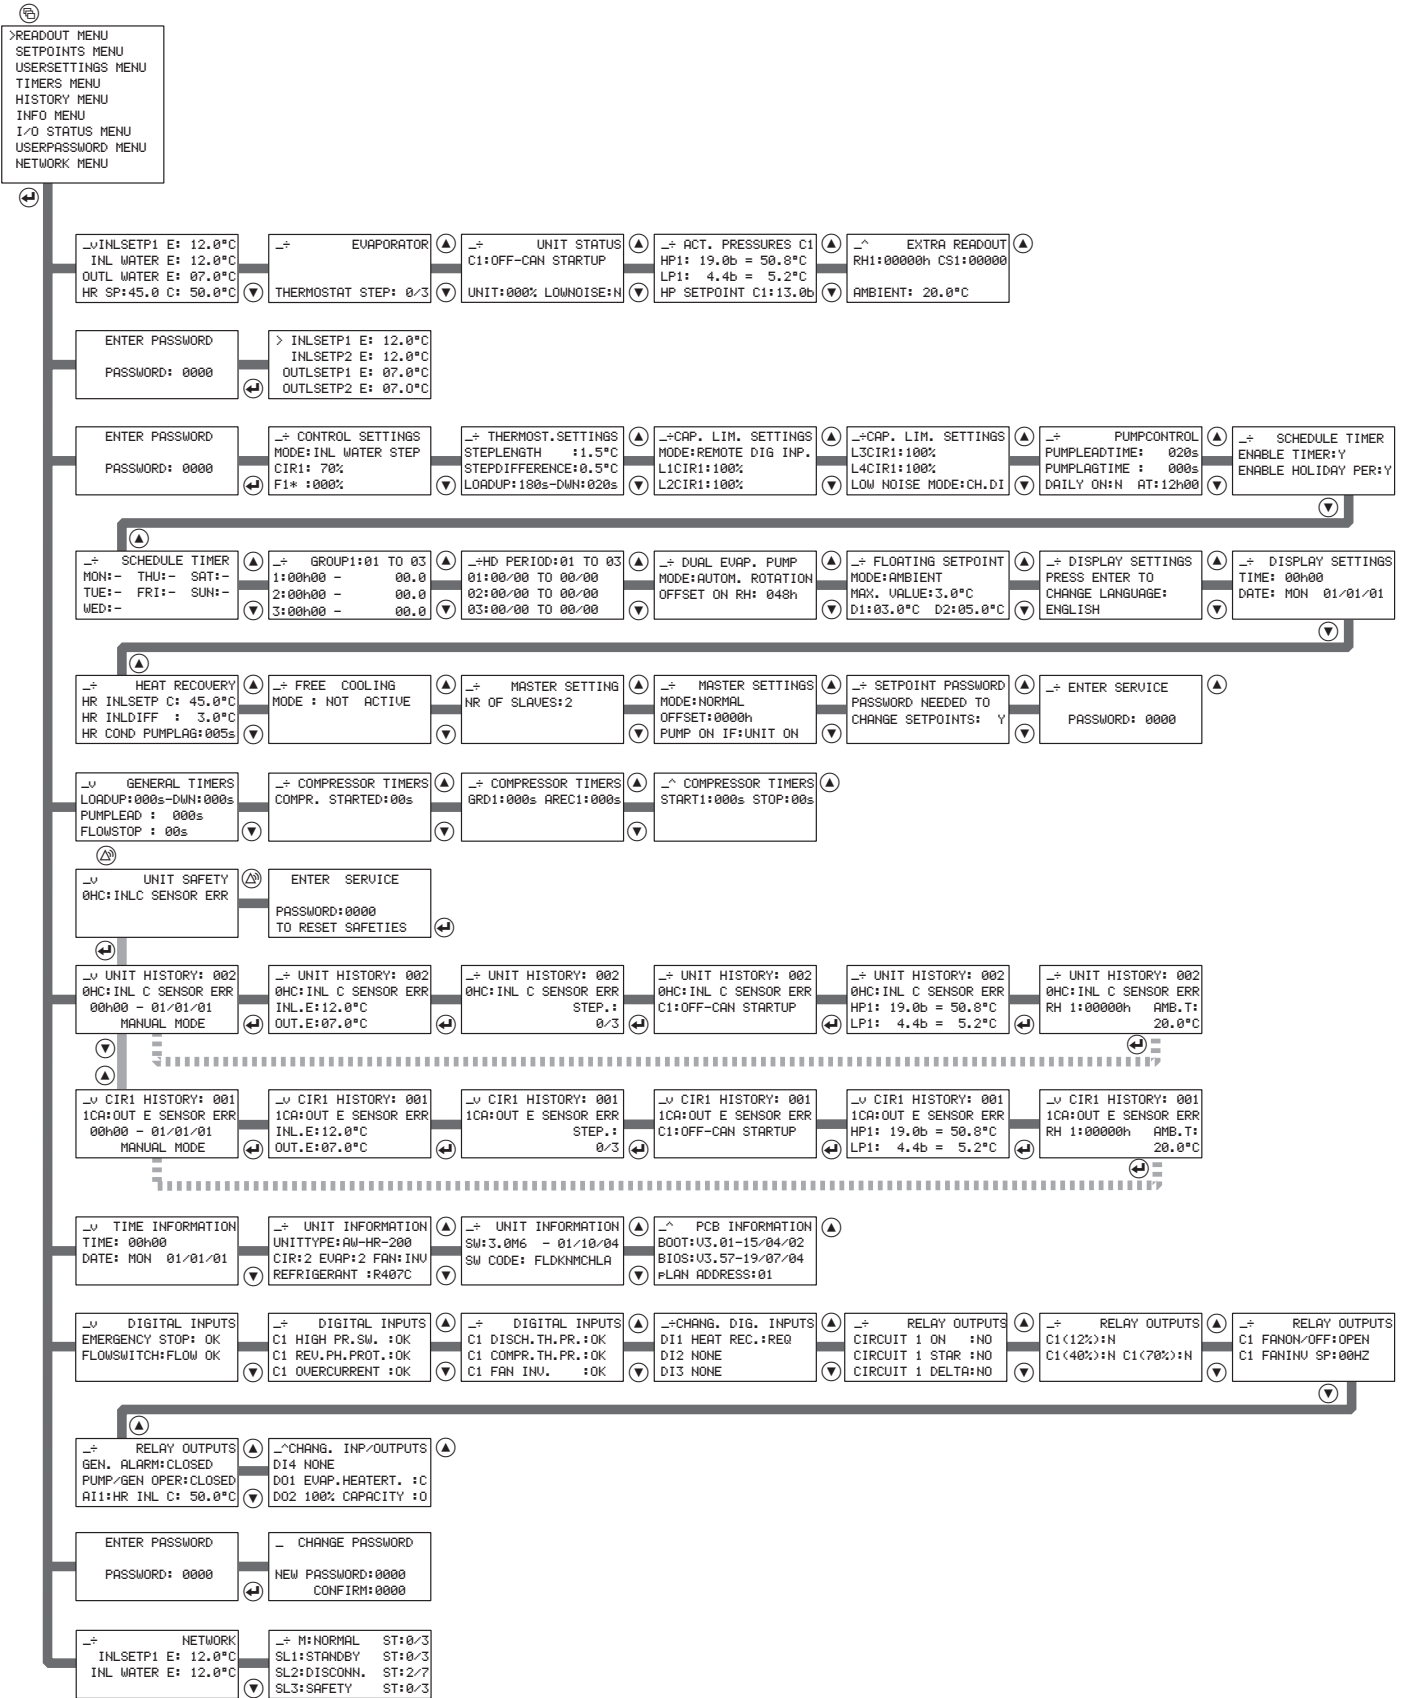 >READOUT MENU
SETPOINTS MENU
USERSETTINGS MENU
TIMERS MENU
HISTORY MENU
INFO MENU
I/O STATUS MENU
USERPASSWORD MENU
NETWORK MENU
_vINLSETP1 E: 12.0°C
INL WATER E: 12.0°C
OUTL WATER E: 07.0°C
HR SP:45.0 C: 50.0°C
_÷ EVAPORATOR
THERMOSTAT STEP: 0/3
_÷ UNIT STATUS
C1:OFF-CAN STARTUP
UNIT:000% LOWNOISE:N
_÷ ACT. PRESSURES C1
HP1: 19.0b = 50.8°C
LP1: 4.4b = 5.2°C
HP SETPOINT C1:13.0b
_^ EXTRA READOUT
RH1:00000h CS1:00000
AMBIENT: 20.0°C
ENTER PASSWORD
PASSWORD: 0000
> INLSETP1 E: 12.0°C
INLSETP2 E: 12.0°C
OUTLSETP1 E: 07.0°C
OUTLSETP2 E: 07.0°C
ENTER PASSWORD
PASSWORD: 0000
_÷ CONTROL SETTINGS
MODE:INL WATER STEP
CIR1: 70%
F1* :000%
_÷ THERMOST.SETTINGS
STEPLENGTH :1.5°C
STEPDIFFERENCE:0.5°C
LOADUP:180s-DWN:020s
_÷CAP. LIM. SETTINGS
MODE:REMOTE DIG INP.
L1CIR1:100%
L2CIR1:100%
_÷CAP. LIM. SETTINGS
L3CIR1:100%
L4CIR1:100%
LOW NOISE MODE:CH.DI
_÷ PUMPCONTROL
PUMPLEADTIME: 020s
PUMPLAGTIME : 000s
DAILY ON:N AT:12h00
_÷ SCHEDULE TIMER
ENABLE TIMER:Y
ENABLE HOLIDAY PER:Y
_÷ SCHEDULE TIMER
MON:- THU:- SAT:-
TUE:- FRI:- SUN:-
WED:-
_÷ GROUP1:01 TO 03
1:00h00 - 00.0
2:00h00 - 00.0
3:00h00 - 00.0
_÷HD PERIOD:01 TO 03
01:00/00 TO 00/00
02:00/00 TO 00/00
03:00/00 TO 00/00
_÷ DUAL EVAP. PUMP
MODE:AUTOM. ROTATION
OFFSET ON RH: 048h
_÷ FLOATING SETPOINT
MODE:AMBIENT
MAX. VALUE:3.0°C
D1:03.0°C D2:05.0°C
_÷ DISPLAY SETTINGS
PRESS ENTER TO
CHANGE LANGUAGE:
ENGLISH
_÷ DISPLAY SETTINGS
TIME: 00h00
DATE: MON 01/01/01
_÷ HEAT RECOVERY
HR INLSETP C: 45.0°C
HR INLDIFF : 3.0°C
HR COND PUMPLAG:005s
_÷ FREE COOLING
MODE : NOT ACTIVE
_÷ MASTER SETTING
NR OF SLAVES:2
_÷ MASTER SETTINGS
MODE:NORMAL
OFFSET:0000h
PUMP ON IF:UNIT ON
_÷ SETPOINT PASSWORD
PASSWORD NEEDED TO
CHANGE SETPOINTS: Y
_÷ ENTER SERVICE
PASSWORD: 0000
_v GENERAL TIMERS
LOADUP:000s-DWN:000s
PUMPLEAD : 000s
FLOWSTOP : 00s
_÷ COMPRESSOR TIMERS
COMPR. STARTED:00s
_÷ COMPRESSOR TIMERS
GRD1:000s AREC1:000s
_^ COMPRESSOR TIMERS
START1:000s STOP:00s
_v UNIT SAFETY
0HC:INLC SENSOR ERR
ENTER SERVICE
PASSWORD:0000
TO RESET SAFETIES
_v UNIT HISTORY: 002
0HC:INL C SENSOR ERR
00h00 - 01/01/01
MANUAL MODE
_÷ UNIT HISTORY: 002
0HC:INL C SENSOR ERR
INL.E:12.0°C
OUT.E:07.0°C
_÷ UNIT HISTORY: 002
0HC:INL C SENSOR ERR
STEP.:
0/3
_÷ UNIT HISTORY: 002
0HC:INL C SENSOR ERR
C1:OFF-CAN STARTUP
_÷ UNIT HISTORY: 002
0HC:INL C SENSOR ERR
HP1: 19.0b = 50.8°C
LP1: 4.4b = 5.2°C
_÷ UNIT HISTORY: 002
0HC:INL C SENSOR ERR
RH 1:00000h AMB.T:
20.0°C
_v CIR1 HISTORY: 001
1CA:OUT E SENSOR ERR
00h00 - 01/01/01
MANUAL MODE
_v CIR1 HISTORY: 001
1CA:OUT E SENSOR ERR
INL.E:12.0°C
OUT.E:07.0°C
_v CIR1 HISTORY: 001
1CA:OUT E SENSOR ERR
STEP.:
0/3
_v CIR1 HISTORY: 001
1CA:OUT E SENSOR ERR
C1:OFF-CAN STARTUP
_v CIR1 HISTORY: 001
1CA:OUT E SENSOR ERR
HP1: 19.0b = 50.8°C
LP1: 4.4b = 5.2°C
_v CIR1 HISTORY: 001
1CA:OUT E SENSOR ERR
RH 1:00000h AMB.T:
20.0°C
_v TIME INFORMATION
TIME: 00h00
DATE: MON 01/01/01
_÷ UNIT INFORMATION
UNITTYPE:AW-HR-200
CIR:2 EVAP:2 FAN:INV
REFRIGERANT :R407C
_÷ UNIT INFORMATION
SW:3.0M6 - 01/10/04
SW CODE: FLDKNMCHLA
_^ PCB INFORMATION
BOOT:V3.01-15/04/02
BIOS:V3.57-19/07/04
pLAN ADDRESS:01
_v DIGITAL INPUTS
EMERGENCY STOP: OK
FLOWSWITCH:FLOW OK
_÷ DIGITAL INPUTS
C1 HIGH PR.SW. :OK
C1 REV.PH.PROT.:OK
C1 OVERCURRENT :OK
_÷ DIGITAL INPUTS
C1 DISCH.TH.PR.:OK
C1 COMPR.TH.PR.:OK
C1 FAN INV. :OK
_÷CHANG. DIG. INPUTS
DI1 HEAT REC.:REQ
DI2 NONE
DI3 NONE
_÷ RELAY OUTPUTS
CIRCUIT 1 ON :NO
CIRCUIT 1 STAR :NO
CIRCUIT 1 DELTA:NO
_÷ RELAY OUTPUTS
C1(12%):N
C1(40%):N C1(70%):N
_÷ RELAY OUTPUTS
C1 FANON/OFF:OPEN
C1 FANINV SP:00HZ
_÷ RELAY OUTPUTS
GEN. ALARM:CLOSED
PUMP/GEN OPER:CLOSED
AI1:HR INL C: 50.0°C
_^CHANG. INP/OUTPUTS
DI4 NONE
DO1 EVAP.HEATERT. :C
DO2 100% CAPACITY :O
ENTER PASSWORD
PASSWORD: 0000
_ CHANGE PASSWORD
NEW PASSWORD:0000
CONFIRM:0000
_÷ NETWORK
INLSETP1 E: 12.0°C
INL WATER E: 12.0°C
_÷ M:NORMAL ST:0/3
SL1:STANDBY ST:0/3
SL2:DISCONN. ST:2/7
SL3:SAFETY ST:0/3